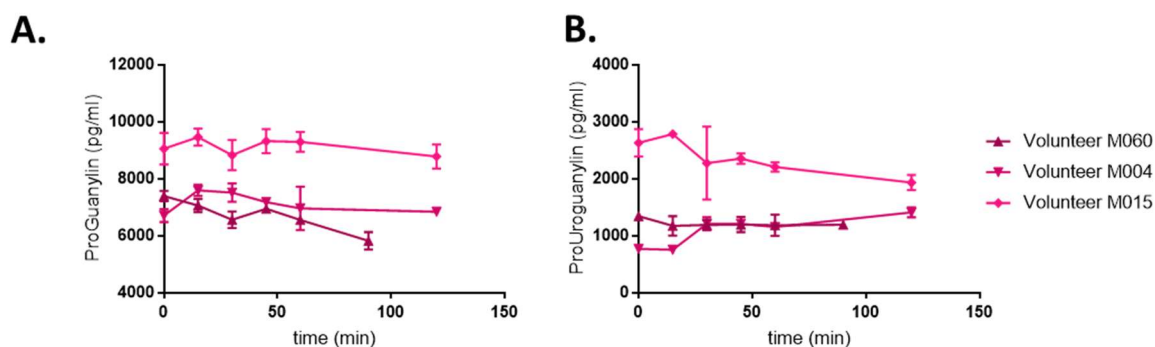 A.
ProGuanylin (pg/ml)
12000
10000
8000
6000
4000
0
50
100
150
time (min)
B.
ProUroguanylin (pg/ml)
4000
3000
2000
1000
0
0
50
100
150
time (min)
Volunteer M060
Volunteer M004
Volunteer M015